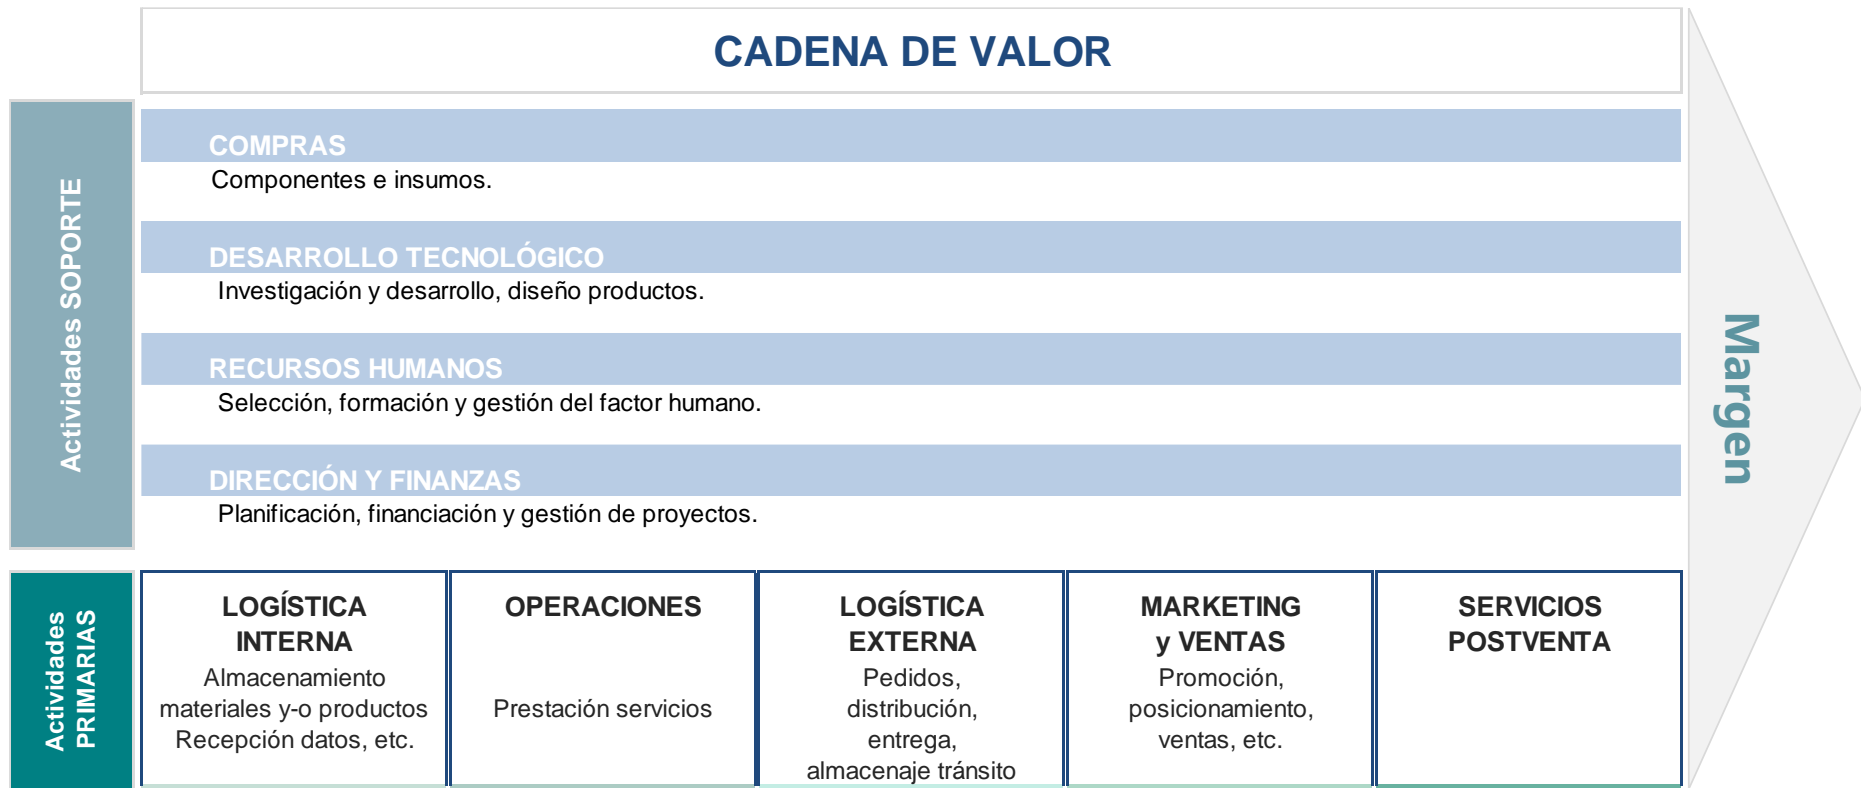 CADENA DE VALOR
Actividades SOPORTE
COMPRAS
Componentes e insumos.
DESARROLLO TECNOLÓGICO
Investigación y desarrollo, diseño productos.
RECURSOS HUMANOS
Selección, formación y gestión del factor humano.
DIRECCIÓN Y FINANZAS
Planificación, financiación y gestión de proyectos.
Margen
Actividades
PRIMARIAS
LOGÍSTICA
INTERNA
Almacenamiento
materiales y-o productos
Recepción datos, etc.
OPERACIONES
Prestación servicios
LOGÍSTICA
EXTERNA
Pedidos,
distribución,
entrega,
almacenaje tránsito
MARKETING
y VENTAS
Promoción,
posicionamiento,
ventas, etc.
SERVICIOS
POSTVENTA